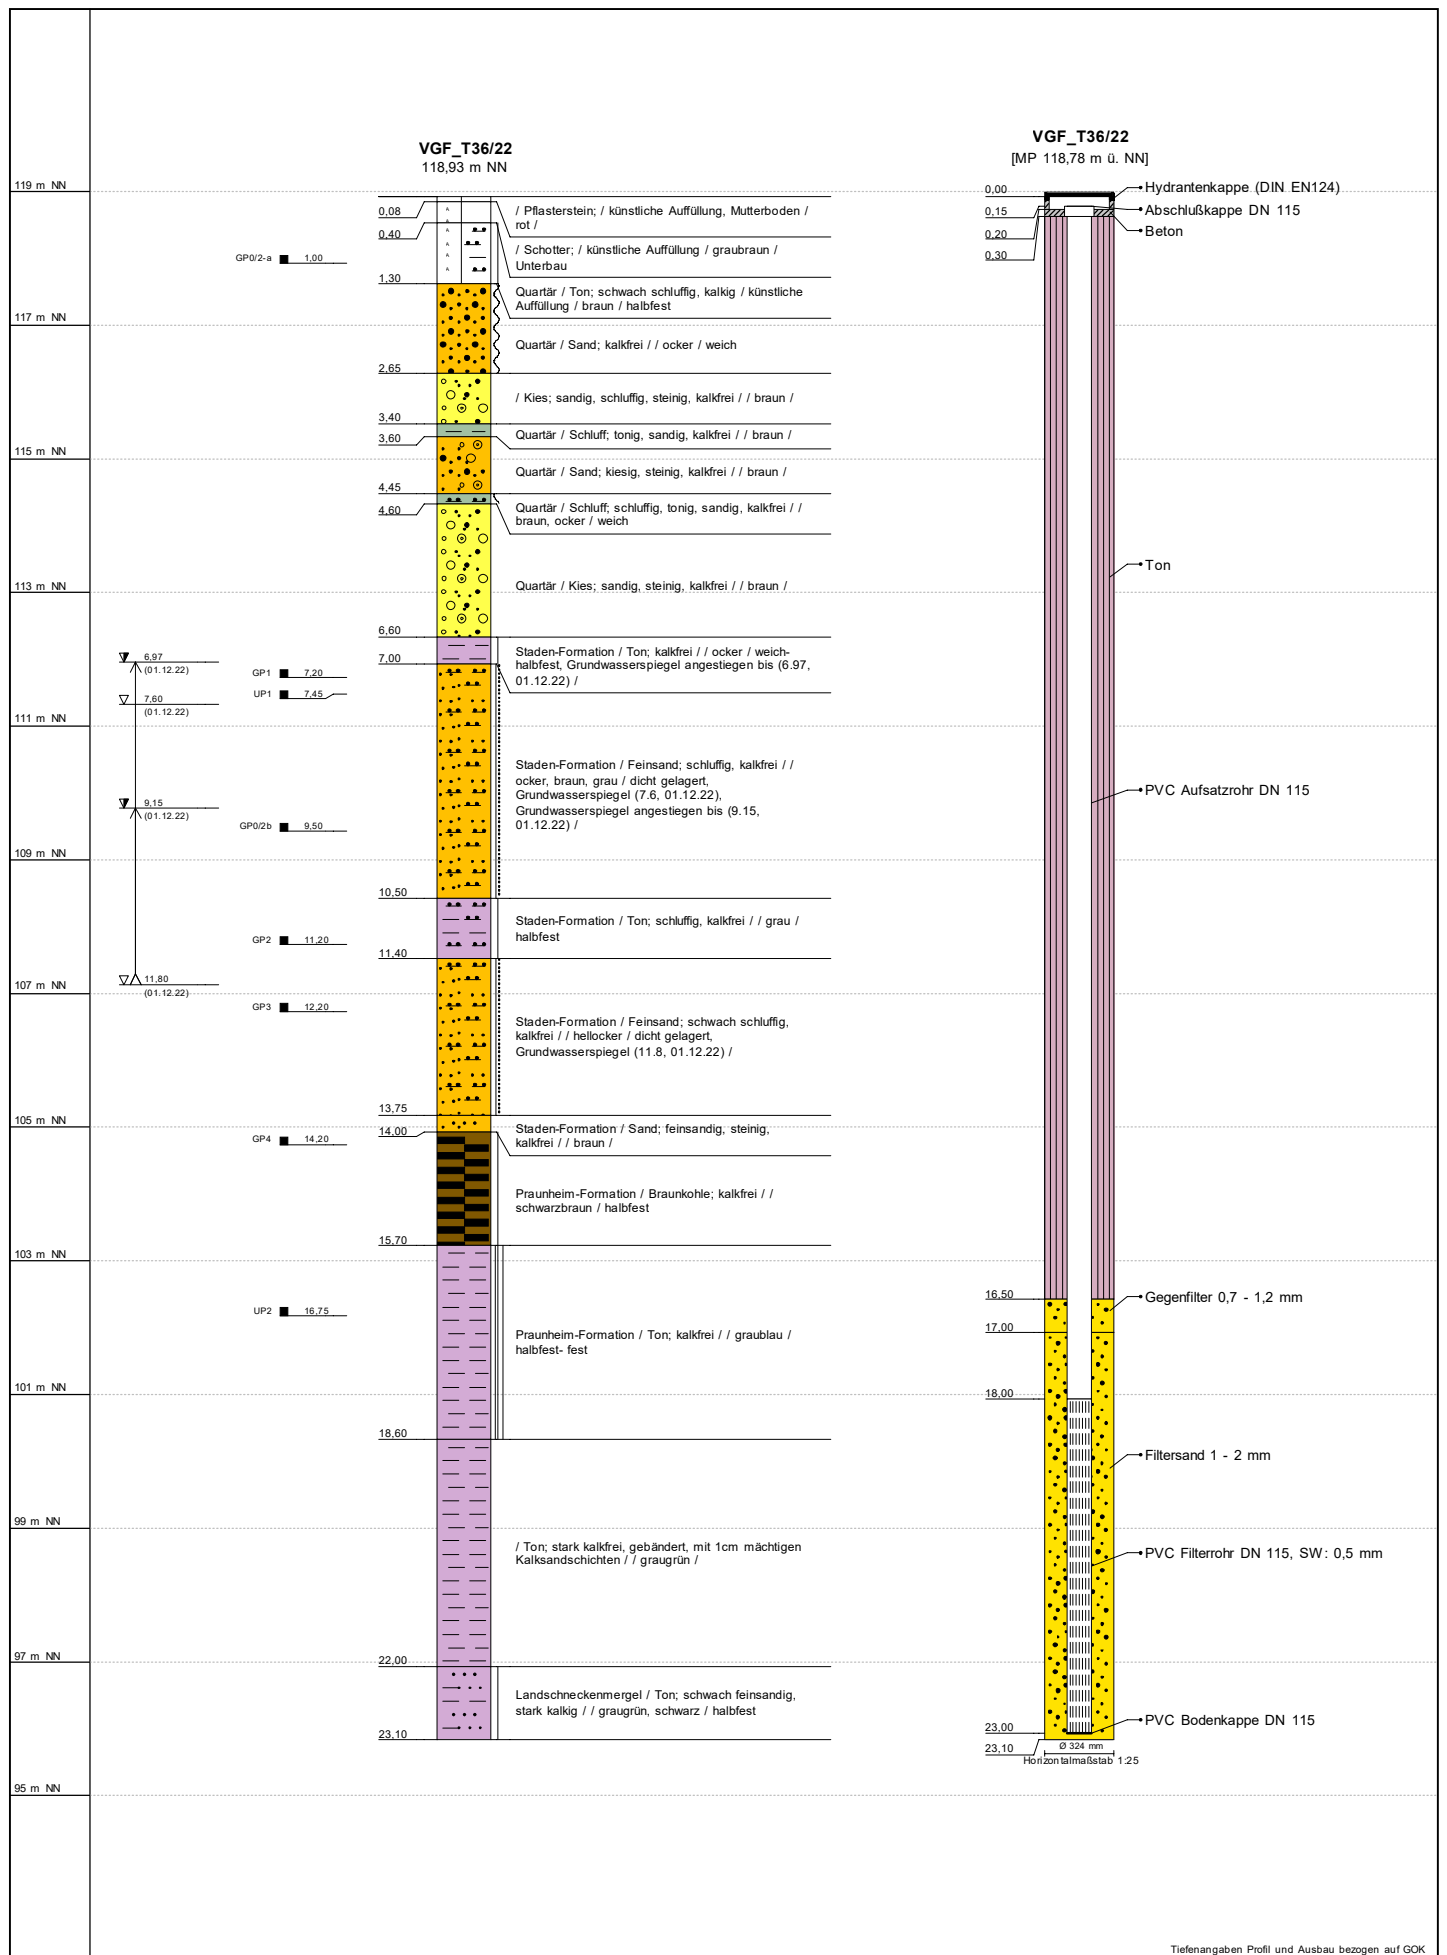 VGF_T36/22
118,93 m NN
VGF_T36/22
[MP 118,78 m ü. NN]
119 m NN
117 m NN
115 m NN
113 m NN
111 m NN
109 m NN
107 m NN
105 m NN
103 m NN
101 m NN
99 m NN
97 m NN
95 m NN
6,97
(01.12.22)
7,60
(01.12.22)
9,15
(01.12.22)
11,80
(01.12.22)
GP0/2-a 1,00
GP1 7,20
UP1 7,45
GP0/2b 9,50
GP2 11,20
GP3 12,20
GP4 14,20
UP2 16,75
0,08
0,40
1,30
2,65
3,40
3,60
4,45
4,60
6,60
7,00
10,50
11,40
13,75
14,00
15,70
18,60
22,00
23,10
A
A
A
A
A
A
/ Pflasterstein; / künstliche Auffüllung, Mutterboden /
rot /
/ Schotter; / künstliche Auffüllung / graubraun /
Unterbau
Quartär / Ton; schwach schluffig, kalkig / künstliche
Auffüllung / braun / halbfest
Quartär / Sand; kalkfrei / / ocker / weich
/ Kies; sandig, schluffig, steinig, kalkfrei / / braun /
Quartär / Schluff; tonig, sandig, kalkfrei / / braun /
Quartär / Sand; kiesig, steinig, kalkfrei / / braun /
Quartär / Schluff; schluffig, tonig, sandig, kalkfrei / /
braun, ocker / weich
Quartär / Kies; sandig, steinig, kalkfrei / / braun /
Staden-Formation / Ton; kalkfrei / / ocker / weich-
halbfest, Grundwasserspiegel angestiegen bis (6.97,
01.12.22) /
Staden-Formation / Feinsand; schluffig, kalkfrei / /
ocker, braun, grau / dicht gelagert,
Grundwasserspiegel (7.6, 01.12.22),
Grundwasserspiegel angestiegen bis (9.15,
01.12.22) /
Staden-Formation / Ton; schluffig, kalkfrei / / grau /
halbfest
Staden-Formation / Feinsand; schwach schluffig,
kalkfrei / / hellocker / dicht gelagert,
Grundwasserspiegel (11.8, 01.12.22) /
Staden-Formation / Sand; feinsandig, steinig,
kalkfrei / / braun /
Praunheim-Formation / Braunkohle; kalkfrei / /
schwarzbraun / halbfest
Praunheim-Formation / Ton; kalkfrei / / graublau /
halbfest- fest
/ Ton; stark kalkfrei, gebändert, mit 1cm mächtigen
Kalksandschichten / / graugrün /
Landschneckenmergel / Ton; schwach feinsandig,
stark kalkig / / graugrün, schwarz / halbfest
0,00
0,15
0,20
0,30
16,50
17,00
18,00
23,00
23,10
Hydrantenkappe (DIN EN124)
Abschlußkappe DN 115
Beton
Ton
PVC Aufsatzrohr DN 115
Gegenfilter 0,7 - 1,2 mm
Filtersand 1 - 2 mm
PVC Filterrohr DN 115, SW: 0,5 mm
PVC Bodenkappe DN 115
Ø 324 mm
Horizontalmaßstab 1:25
Tiefenangaben Profil und Ausbau bezogen auf GOK